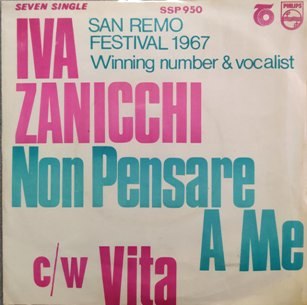 SEVEN SINGLE
SSP 950
IVA
SAN REMO
FESTIVAL 1967
Winning number & vocalist
ZANICCHI
Non Pensare
A Me
c/w Vita
PHILIPS